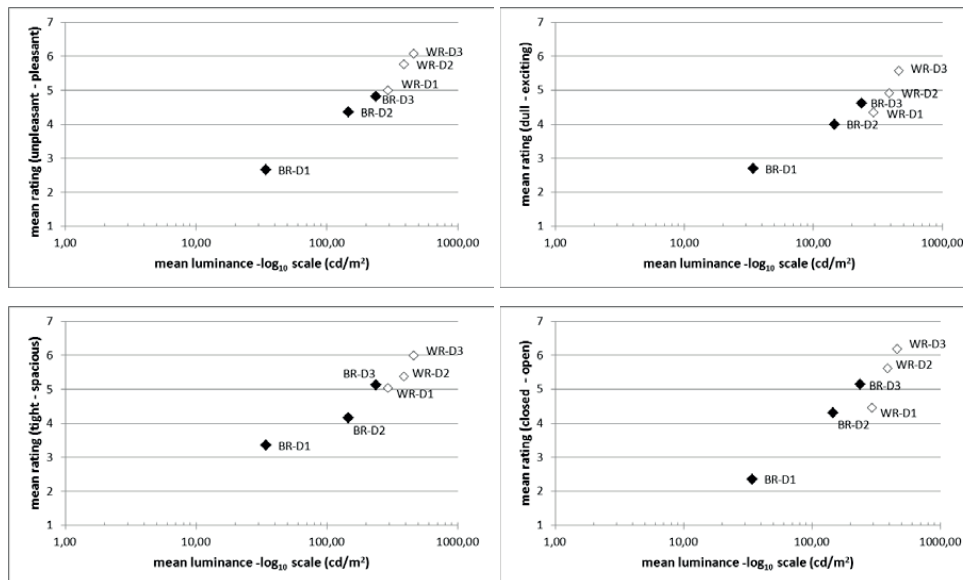 mean rating (unpleasant - pleasant)
7
6
5
4
3
2
1
WR-D3
WR-D2
WR-D1
BR-D3
BR-D2
BR-D1
1,00 10,00 100,00 1000,00
mean luminance -log₁₀ scale (cd/m²)
mean rating (dull - exciting)
7
6
5
4
3
2
1
WR-D3
WR-D2
BR-D3
WR-D1
BR-D2
BR-D1
1,00 10,00 100,00 1000,00
mean luminance -log₁₀ scale (cd/m²)
mean rating (tight - spacious)
7
6
5
4
3
2
1
WR-D3
BR-D3 WR-D2
WR-D1
BR-D2
BR-D1
1,00 10,00 100,00 1000,00
mean luminance -log₁₀ scale (cd/m²)
mean rating (closed - open)
7
6
5
4
3
2
1
WR-D3
WR-D2
BR-D3
WR-D1
BR-D2
BR-D1
1,00 10,00 100,00 1000,00
mean luminance -log₁₀ scale (cd/m²)